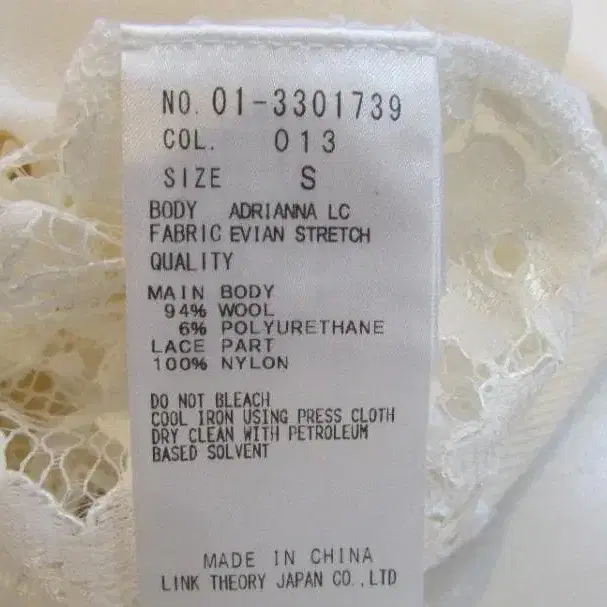 NO. 01-3301739
COL. 013
SIZE S
BODY ADRIANNA LC
FABRIC EVIAN STRETCH
QUALITY
MAIN BODY
94% WOOL
6% POLYURETHANE
LACE PART
100% NYLON
DO NOT BLEACH
COOL IRON USING PRESS CLOTH
DRY CLEAN WITH PETROLEUM
BASED SOLVENT
MADE IN CHINA
LINK THEORY JAPAN CO.,LTD